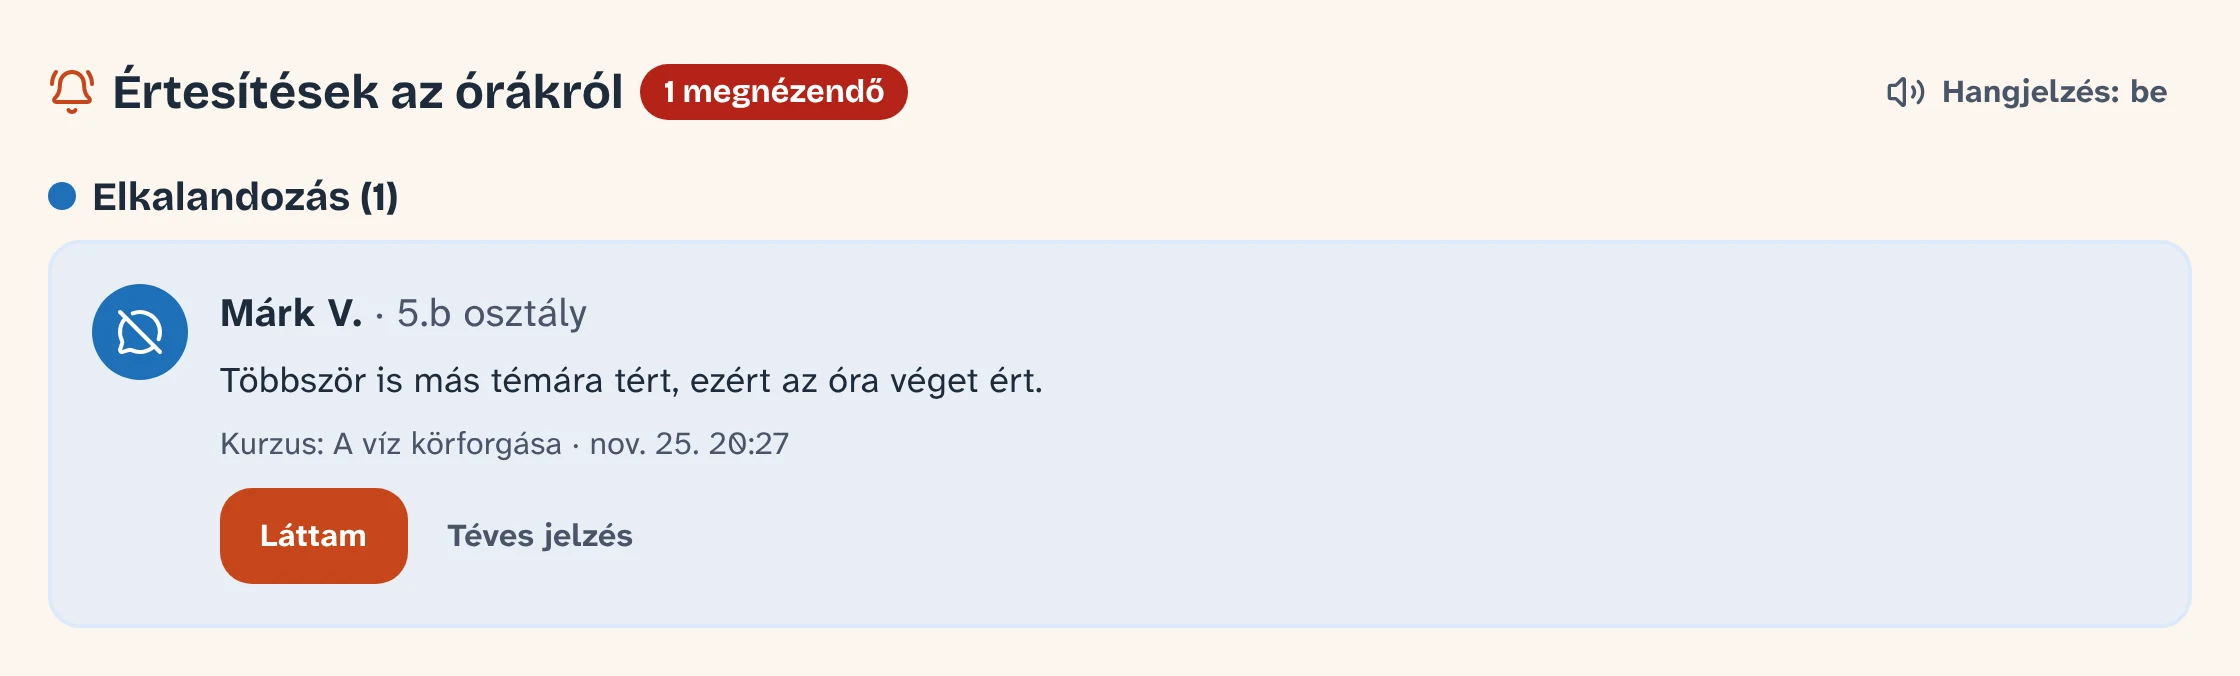 Értesítések az órákról
1 megnézendő
Hangjelzés: be
Elkalandozás (1)
Márk V. · 5.b osztály
Többször is más témára tért, ezért az óra véget ért.
Kurzus: A víz körforgása · nov. 25. 20:27
Láttam
Téves jelzés